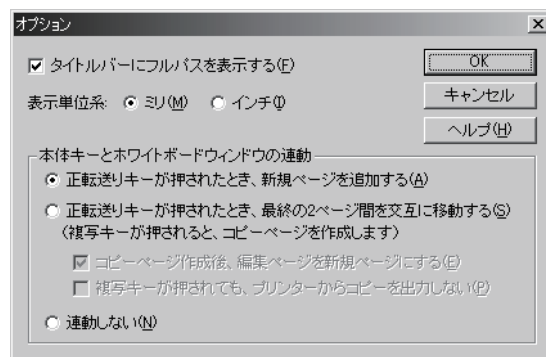 オプション
タイトルバーにフルパスを表示する(F)
OK
表示単位系: ミリ(M) インチ(I)
キャンセル
ヘルプ(H)
本体キーとホワイトボードウィンドウの連動
正転送りキーが押されたとき、新規ページを追加する(A)
正転送りキーが押されたとき、最終の2ページ間を交互に移動する(S)
(複写キーが押されると、コピーページを作成します)
コピーページ作成後、編集ページを新規ページにする(E)
複写キーが押されても、プリンターからコピーを出力しない(P)
連動しない(N)